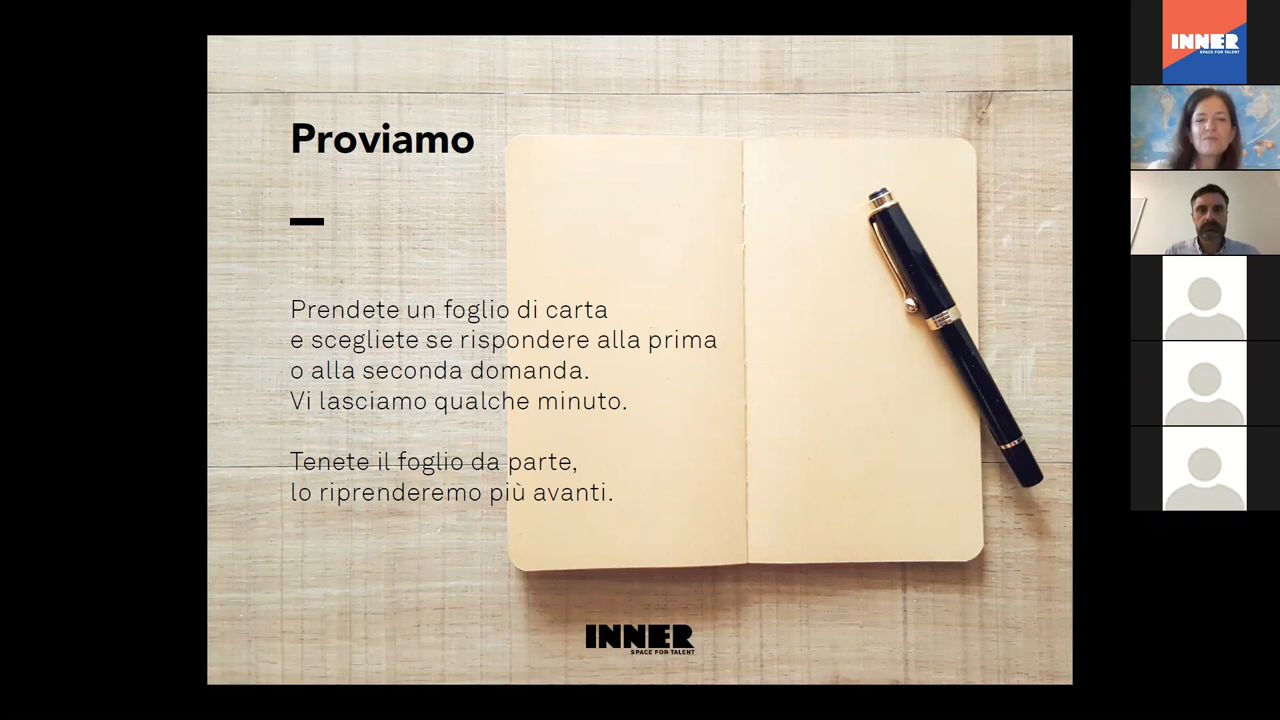 Proviamo
Prendete un foglio di carta
e scegliete se rispondere alla prima
o alla seconda domanda.
Vi lasciamo qualche minuto.
Tenete il foglio da parte,
lo riprenderemo più avanti.
INNER
SPACE FOR TALENT
INNER
SPACE FOR TALENT